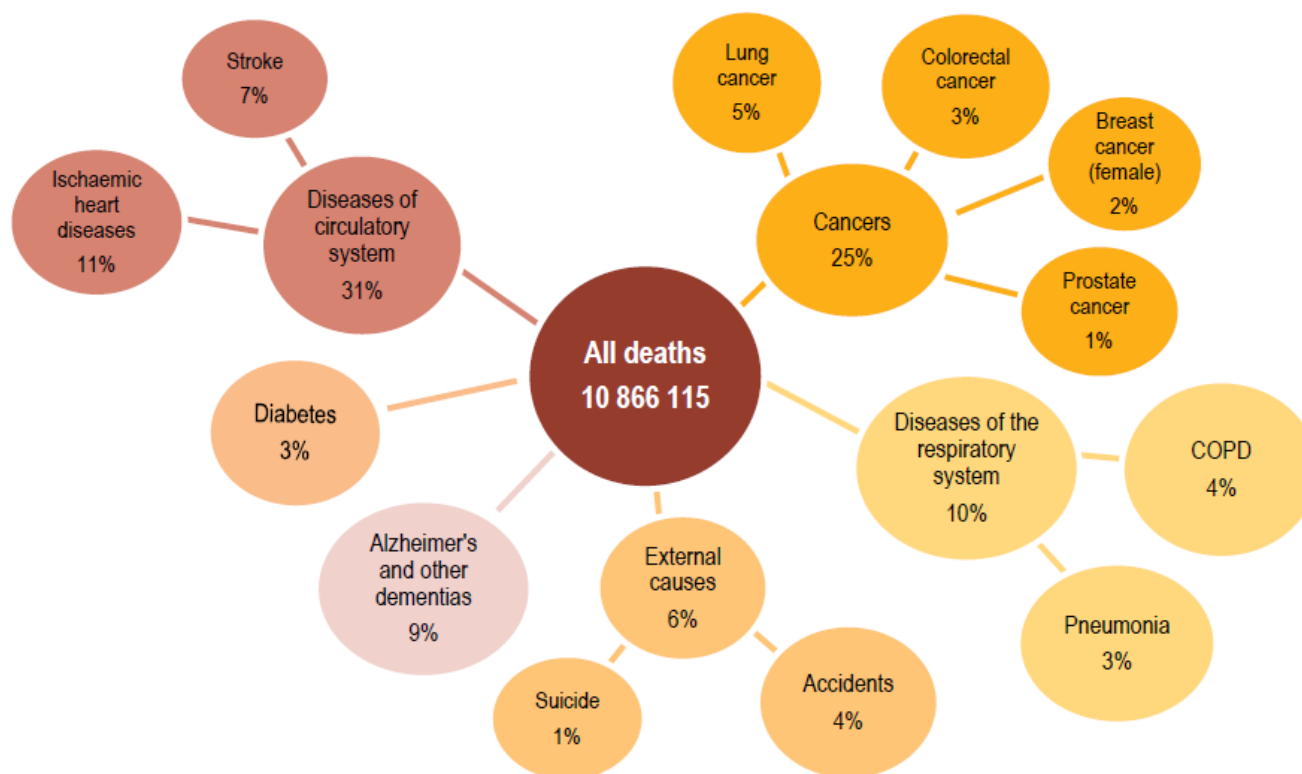 Stroke
7%
Ischaemic
heart
diseases
11%
Diseases of
circulatory
system
31%
Lung
cancer
5%
Colorectal
cancer
3%
Breast
cancer
(female)
2%
Cancers
25%
Prostate
cancer
1%
All deaths
10 866 115
Diabetes
3%
Diseases of the
respiratory
system
10%
COPD
4%
Alzheimer's
and other
dementias
9%
External
causes
6%
Pneumonia
3%
Suicide
1%
Accidents
4%